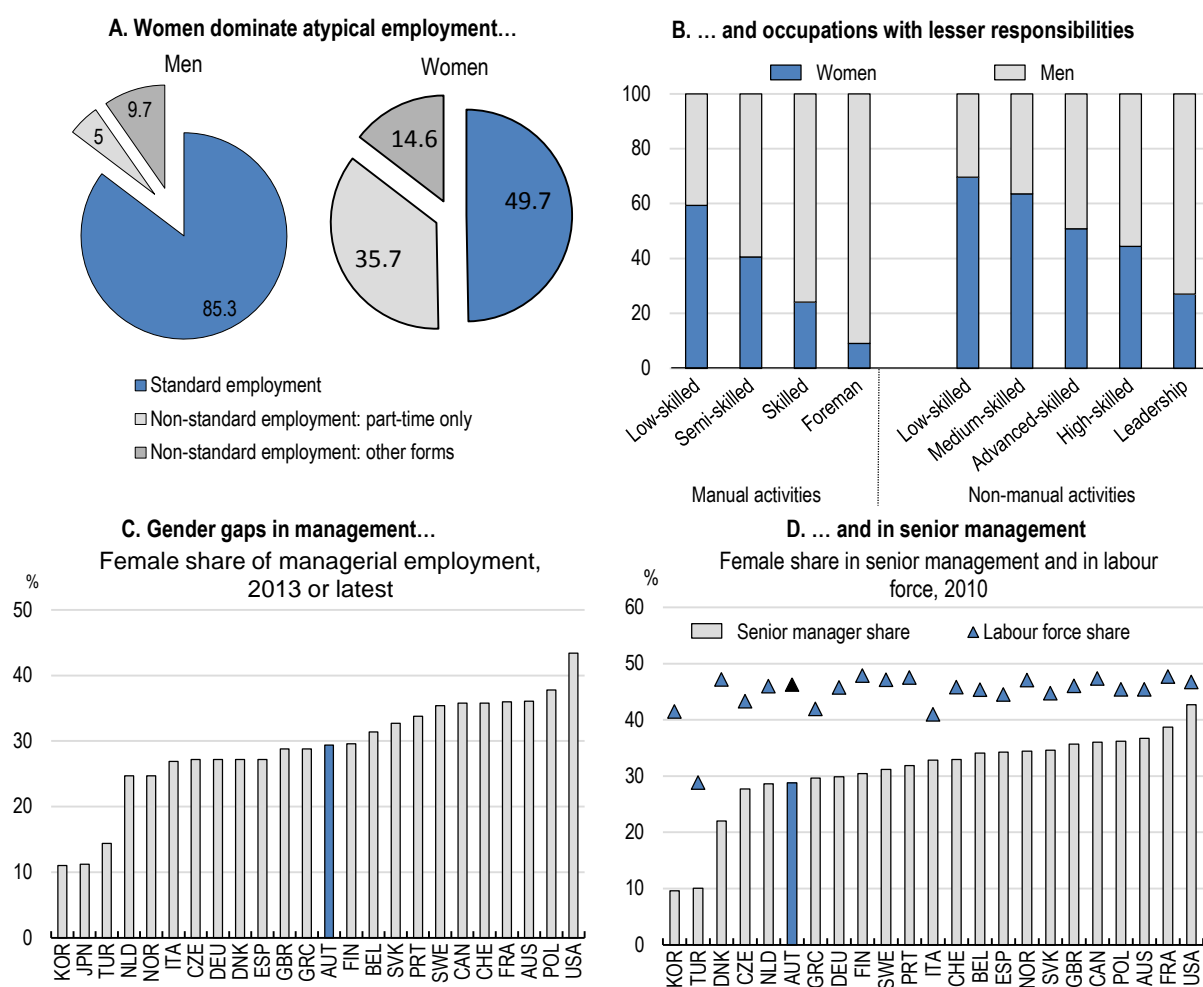 A. Women dominate atypical employment…
Men
Women
9.7
5
85.3
14.6
49.7
35.7
Standard employment
Non-standard employment: part-time only
Non-standard employment: other forms
B. … and occupations with lesser responsibilities
Women
Men
100
80
60
40
20
0
Low-skilled
Semi-skilled
Skilled
Foreman
Low-skilled
Medium-skilled
Advanced-skilled
High-skilled
Leadership
Manual activities
Non-manual activities
C. Gender gaps in management…
Female share of managerial employment,
2013 or latest
%
50
40
30
20
10
0
KOR
JPN
TUR
NLD
NOR
ITA
CZE
DEU
DNK
ESP
GBR
GRC
AUT
FIN
BEL
SVK
PRT
SWE
CAN
CHE
FRA
AUS
POL
USA
D. … and in senior management
Female share in senior management and in labour
force, 2010
%
60
50
40
30
20
10
0
Senior manager share
Labour force share
KOR
TUR
DNK
CZE
NLD
AUT
GRC
DEU
FIN
SWE
PRT
ITA
CHE
BEL
ESP
NOR
SVK
GBR
CAN
POL
AUS
FRA
USA